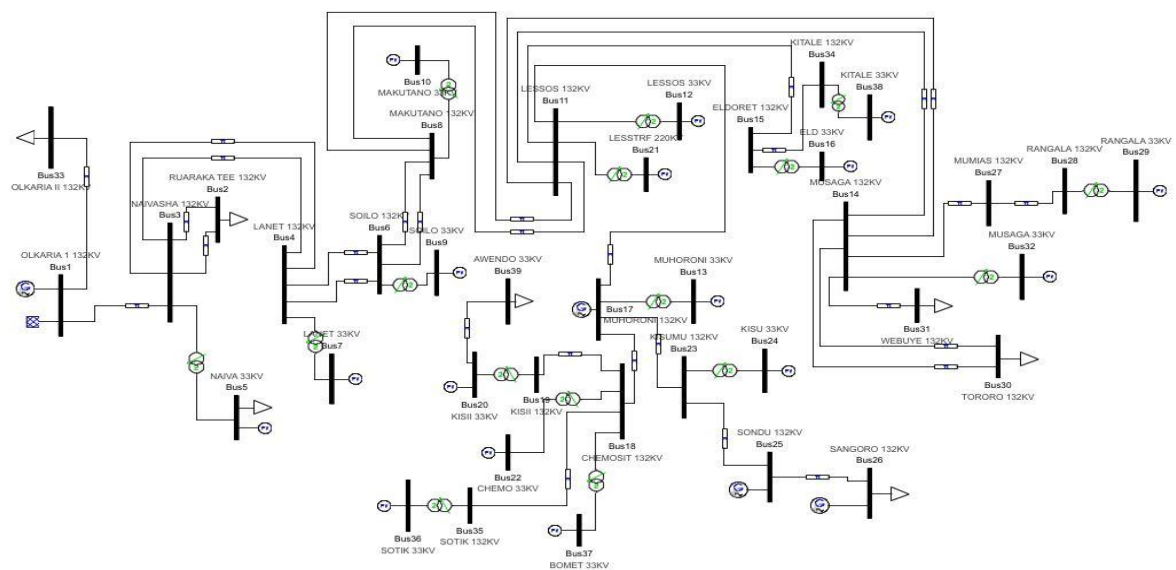 KITALE 132KV
Bus34
KITALE 33KV
Bus38
Bus10
MAKUTANO 33KV
MAKUTANO 132KV
Bus8
LESSOS 132KV
Bus11
LESSOS 33KV
Bus12
LESSTRF 220KV
Bus21
ELDORET 132KV
Bus15
ELD 33KV
Bus16
MUSAGA 132KV
Bus14
MUMIAS 132KV
Bus27
RANGALA 132KV
Bus28
RANGALA 33KV
Bus29
Bus33
OLKARIA II 132KV
RUARAKA TEE 132KV
Bus2
NAIVASHA 132KV
Bus3
LANET 132KV
Bus4
SOILO 132KV
Bus6
SOILO 33KV
Bus9
OLKARIA 1 132KV
Bus1
AWENDO 33KV
Bus39
MUHORONI 33KV
Bus13
MUSAGA 33KV
Bus32
Bus17
MUHORONI 132KV
KISUMU 132KV
Bus23
KISU 33KV
Bus24
Bus31
WEBUYE 132KV
LANET 33KV
Bus7
NAIVA 33KV
Bus5
Bus20
KISII 33KV
Bus19
KISII 132KV
Bus30
TORORO 132KV
Bus18
CHEMOSIT 132KV
SONDU 132KV
Bus25
SANGORO 132KV
Bus26
Bus22
CHEMO 33KV
Bus36
SOTIK 33KV
Bus35
SOTIK 132KV
Bus37
BOMET 33KV